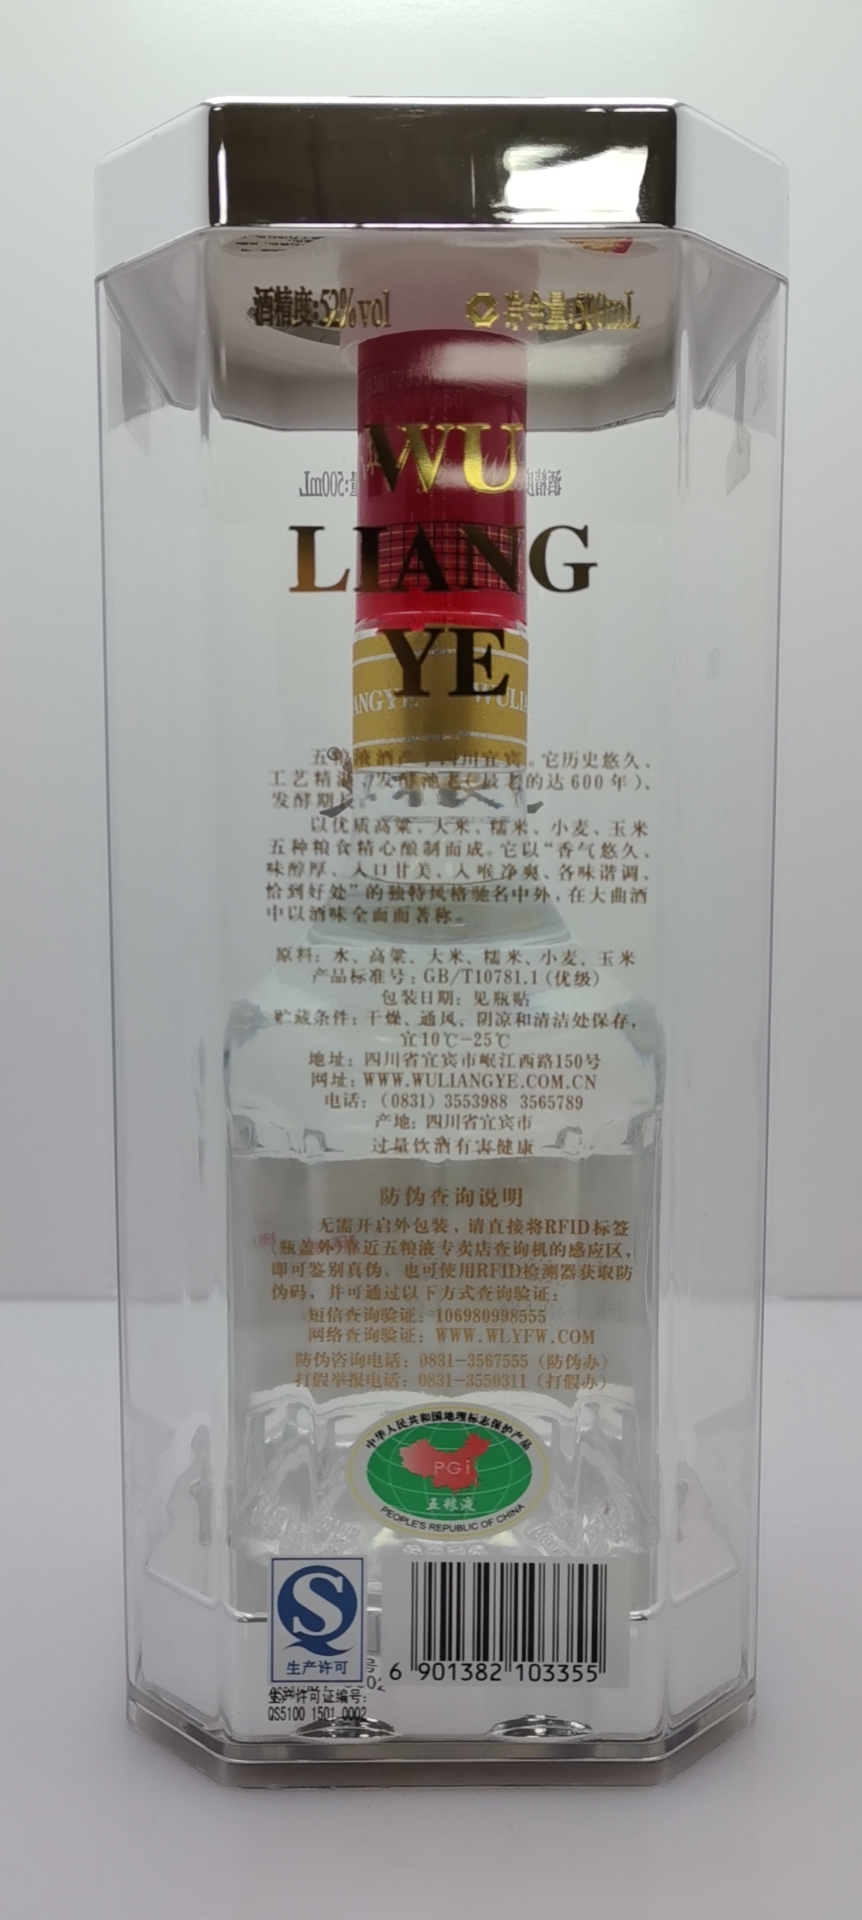 酒精度:52%vol
净含量:500mL
WU
LIANG
YE
ANGYE WULIA
五粮液酒产于四川宜宾。它历史悠久、
工艺精湛、发酵池老(最老的达600年)、
发酵期长。
以优质高粱、大米、糯米、小麦、玉米
五种粮食精心酿制而成。它以“香气悠久、
味醇厚、入口甘美、入喉净爽、各味谐调、
恰到好处”的独特风格驰名中外,在大曲酒
中以酒味全面而著称。
原料:水、高粱、大米、糯米、小麦、玉米
产品标准号:GB/T10781.1(优级)
包装日期:见瓶贴
贮藏条件:干燥、通风、阴凉和清洁处保存,
宜10℃-25℃
地址:四川省宜宾市岷江西路150号
网址:WWW.WULIANGYE.COM.CN
电话:(0831) 3553988 3565789
产地:四川省宜宾市
过量饮酒有害健康
防伪查询说明
无需开启外包装,请直接将RFID标签
(瓶盖外)靠近五粮液专卖店查询机的感应区,
即可鉴别真伪。也可使用RFID检测器获取防
伪码,并可通过以下方式查询验证:
短信查询验证:106980998555
网络查询验证:WWW.WLYFW.COM
防伪咨询电话:0831-3567555(防伪办)
打假举报电话:0831-3550311(打假办)
中华人民共和国地理标志保护产品
PGi
五粮液
PEOPLE'S REPUBLIC OF CHINA
S
生产许可
6 901382 103355
生产许可证编号:
QS5100 1501 0002